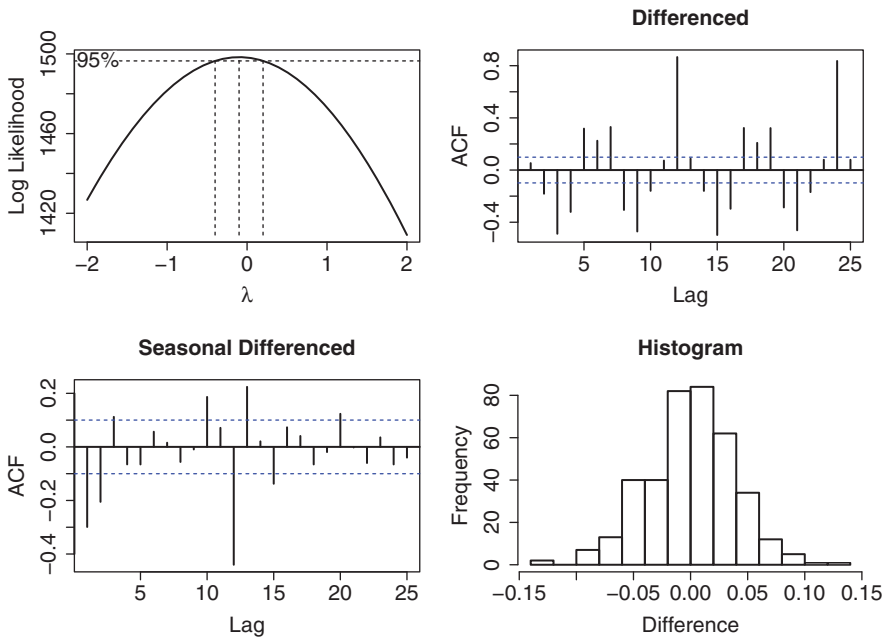 1420 1460 1500
Log Likelihood
95%
−2 −1 0 1 2
λ
Differenced
−0.4 0.0 0.4 0.8
ACF
5 10 15 20 25
Lag
Seasonal Differenced
−0.4 −0.2 0.0 0.2
ACF
5 10 15 20 25
Lag
Histogram
0 20 40 60 80
Frequency
−0.15 −0.05 0.00 0.05 0.10 0.15
Difference